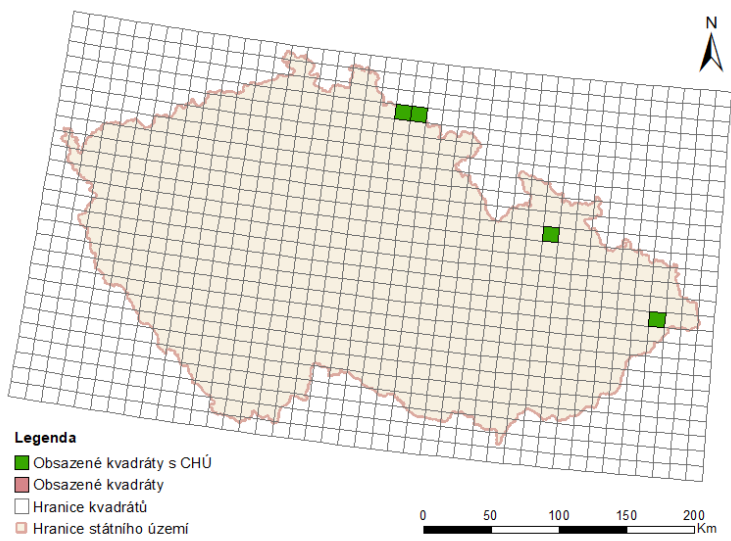 N
Legenda
Obsazené kvadráty s CHÚ
Obsazené kvadráty
Hranice kvadrátů
Hranice státního území
0 50 100 150 200
Km